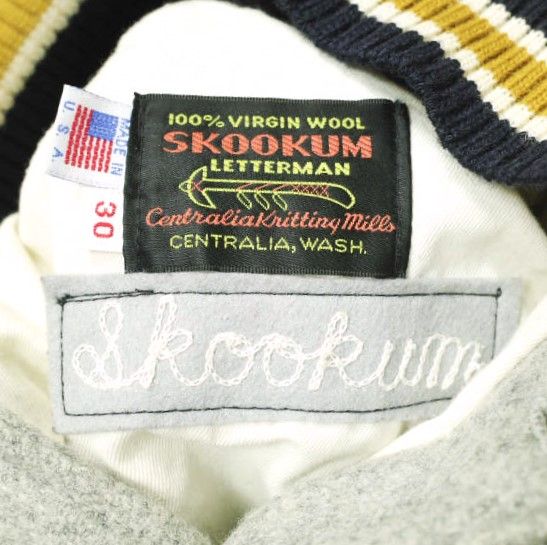 MADE IN
U.S.A
30
100% VIRGIN WOOL
SKOOKUM
LETTERMAN
Centralia Knitting Mills
CENTRALIA, WASH.
Skookum